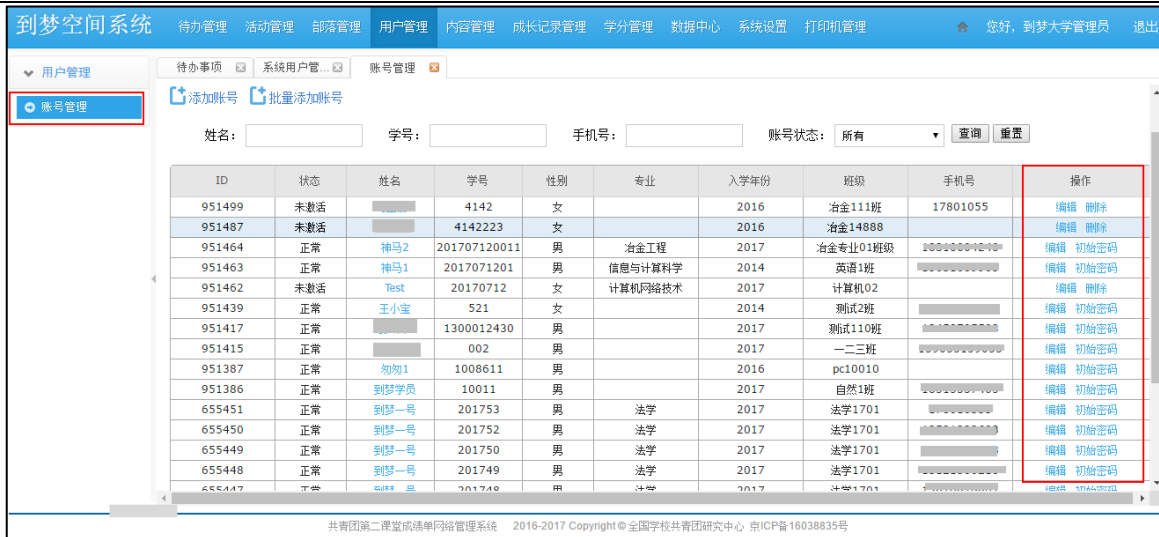 到梦空间系统 待办管理 活动管理 部落管理 用户管理 内容管理 成长记录管理 学分管理 数据中心 系统设置 打印机管理 您好，到梦大学管理员 退出
用户管理 待办事项 系统用户管... 账号管理
账号管理 添加账号 批量添加账号
姓名： 学号： 手机号： 账号状态： 所有 查询 重置
ID 状态 姓名 学号 性别 专业 入学年份 班级 手机号 操作
951499 未激活 4142 女 2016 冶金111班 17801055 编辑 删除
951487 未激活 4142223 女 2016 冶金14888 编辑 删除
951464 正常 神马2 201707120011 男 冶金工程 2017 冶金专业01班级 编辑 初始密码
951463 正常 神马1 2017071201 男 信息与计算科学 2014 英语1班 编辑 初始密码
951462 未激活 Test 20170712 女 计算机网络技术 2017 计算机02 编辑 删除
951439 正常 王小宝 521 女 2014 测试2班 编辑 初始密码
951417 正常 1300012430 男 2017 测试110班 编辑 初始密码
951415 正常 002 男 2017 一二三班 编辑 初始密码
951387 正常 匆匆1 1008611 男 2016 pc10010 编辑 初始密码
951386 正常 到梦学员 10011 男 2017 自然1班 编辑 初始密码
655451 正常 到梦一号 201753 男 法学 2017 法学1701 编辑 初始密码
655450 正常 到梦一号 201752 男 法学 2017 法学1701 编辑 初始密码
655449 正常 到梦一号 201750 男 法学 2017 法学1701 编辑 初始密码
655448 正常 到梦一号 201749 男 法学 2017 法学1701 编辑 初始密码
655447 正常 到梦一号 201748 男 法学 2017 法学1701 编辑 初始密码
共青团第二课堂成绩单网络管理系统 2016-2017 Copyright © 全国学校共青团研究中心 京ICP备16038835号